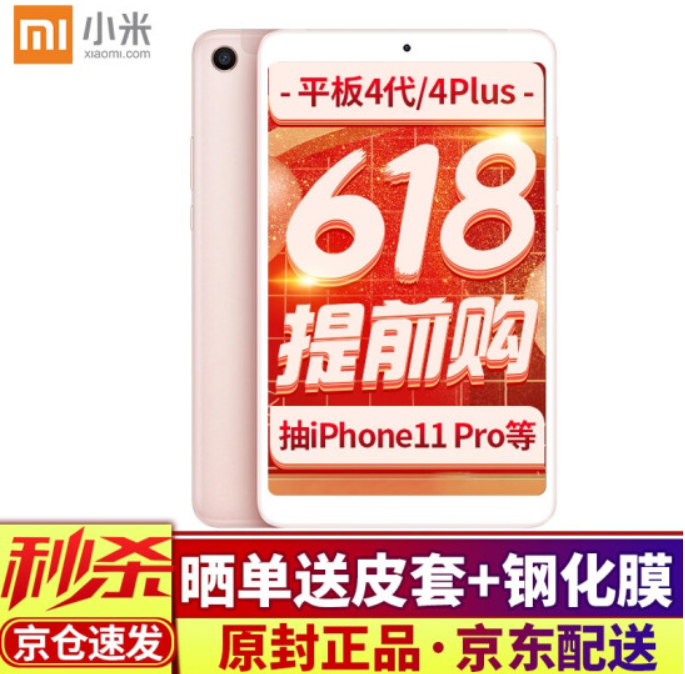 小米
xiaomi.com
- 平板4代/4Plus -
618
提前购
抽iPhone11 Pro等
秒杀
晒单送皮套+钢化膜
京仓速发
原封正品·京东配送